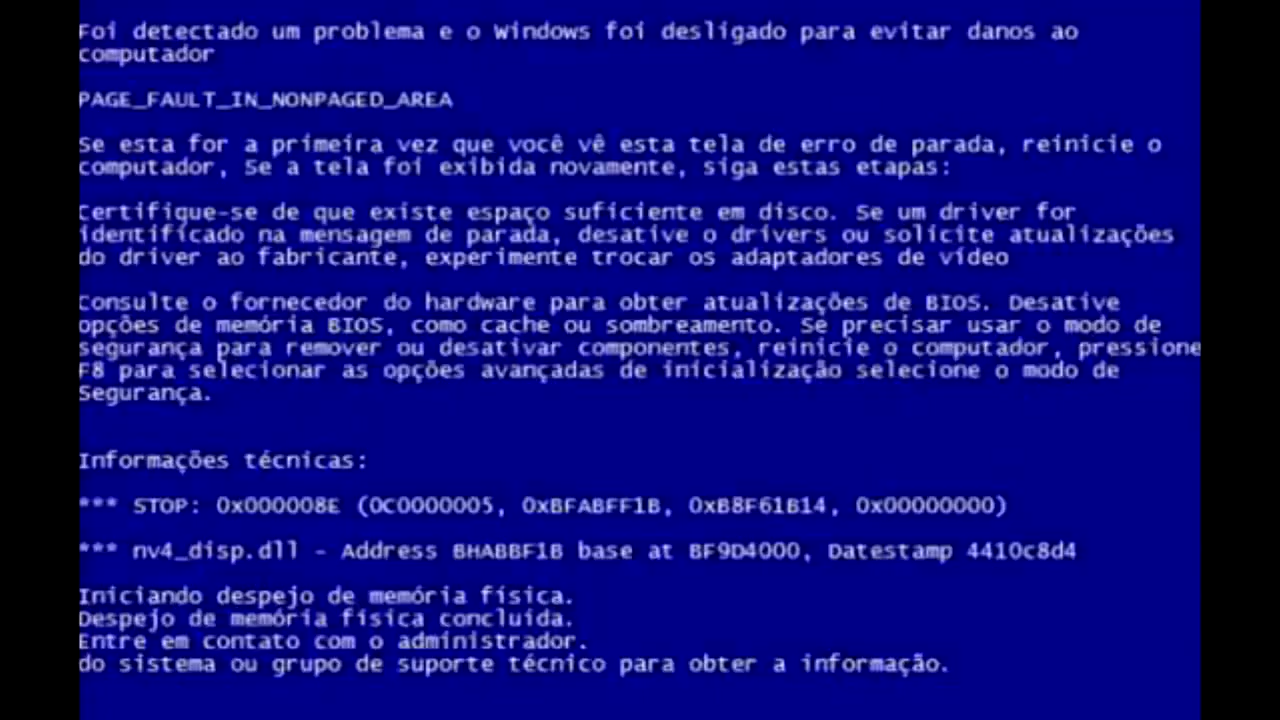 Foi detectado um problema e o Windows foi desligado para evitar danos ao
computador
PAGE_FAULT_IN_NONPAGED_AREA
Se esta for a primeira vez que você vê esta tela de erro de parada, reinicie o
computador, Se a tela foi exibida novamente, siga estas etapas:
Certifique-se de que existe espaço suficiente em disco. Se um driver for
identificado na mensagem de parada, desative o drivers ou solicite atualizações
do driver ao fabricante, experimente trocar os adaptadores de vídeo
Consulte o fornecedor do hardware para obter atualizações de BIOS. Desative
opções de memória BIOS, como cache ou sombreamento. Se precisar usar o modo de
segurança para remover ou desativar componentes, reinicie o computador, pressione
F8 para selecionar as opções avançadas de inicialização selecione o modo de
Segurança.
Informações técnicas:
*** STOP: 0x000008E (0C0000005, 0xBFABFF1B, 0xB8F61B14, 0x00000000)
*** nv4_disp.dll - Address BHABBF1B base at BF9D4000, Datestamp 4410c8d4
Iniciando despejo de memória física.
Despejo de memória física concluída.
Entre em contato com o administrador.
do sistema ou grupo de suporte técnico para obter a informação.